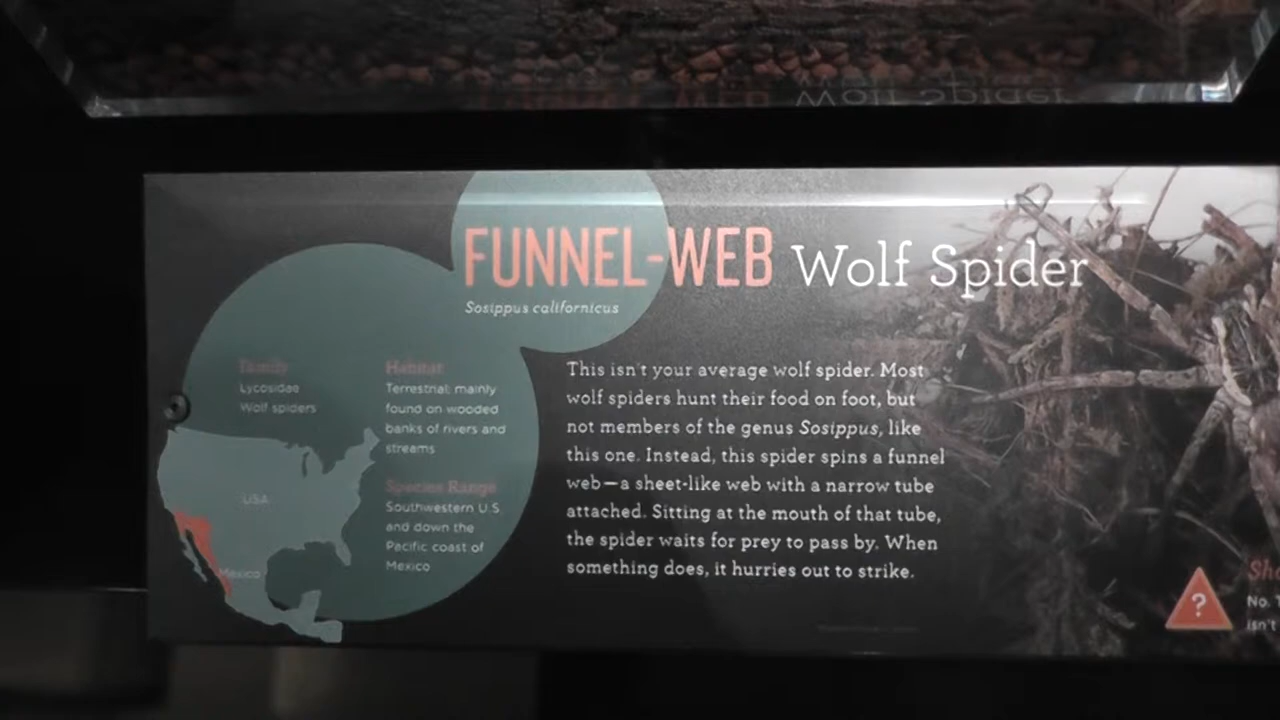 FUNNEL-WEB Wolf Spider
Sosippus californicus
Family
Lycosidae
Wolf spiders
Habitat
Terrestrial: mainly
found on wooded
banks of rivers and
streams
Species Range
Southwestern U.S.
and down the
Pacific coast of
Mexico
USA
Mexico
This isn't your average wolf spider. Most
wolf spiders hunt their food on foot, but
not members of the genus Sosippus, like
this one. Instead, this spider spins a funnel
web—a sheet-like web with a narrow tube
attached. Sitting at the mouth of that tube,
the spider waits for prey to pass by. When
something does, it hurries out to strike.
?
No.
isn't
Wolf Spider